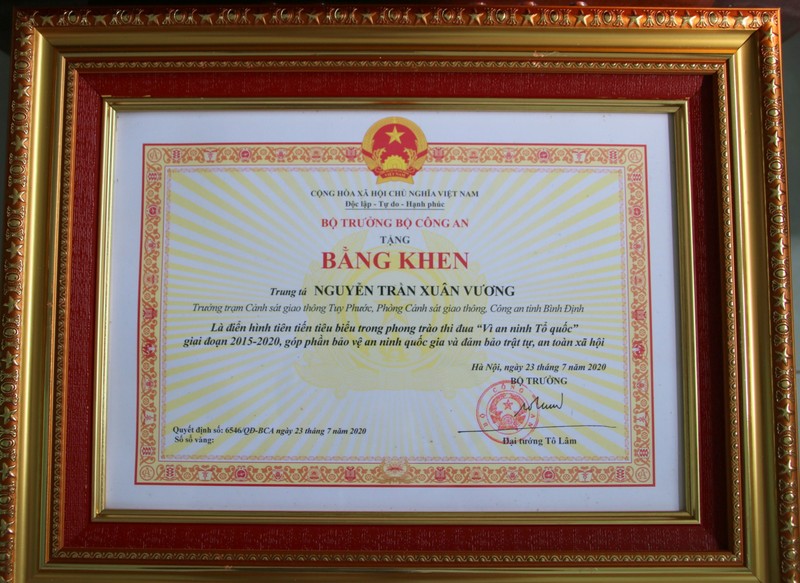 CỘNG HÒA XÃ HỘI CHỦ NGHĨA VIỆT NAM
Độc lập - Tự do - Hạnh phúc
BỘ TRƯỞNG BỘ CÔNG AN
TẶNG
BẰNG KHEN
Trung tá NGUYỄN TRẦN XUÂN VƯƠNG
Trưởng trạm Cảnh sát giao thông Tuy Phước, Phòng Cảnh sát giao thông, Công an tỉnh Bình Định
Là điển hình tiên tiến tiêu biểu trong phong trào thi đua “Vì an ninh Tổ quốc”
giai đoạn 2015-2020, góp phần bảo vệ an ninh quốc gia và đảm bảo trật tự, an toàn xã hội
Hà Nội, ngày 23 tháng 7 năm 2020
BỘ TRƯỞNG
BỘ CÔNG AN
Quyết định số: 6546/QĐ-BCA ngày 23 tháng 7 năm 2020
Số sổ vàng:
Đại tướng Tô Lâm